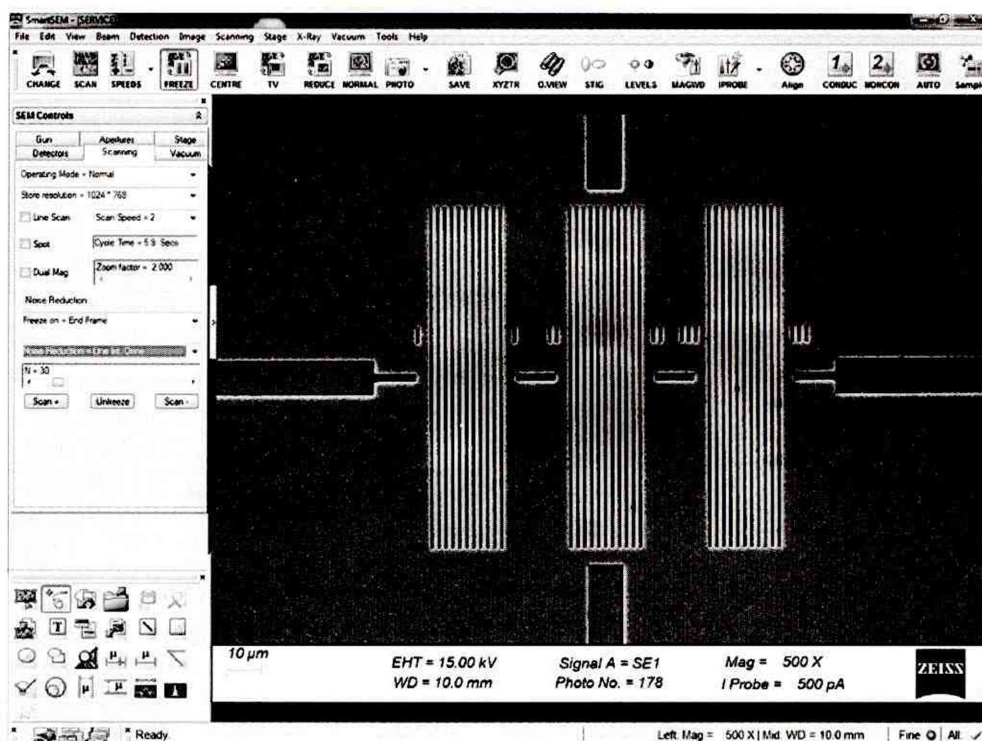 SmartSEM - [SERVICE]
File Edit View Beam Detection Image Scanning Stage X-Ray Vacuum Tools Help
CHANGE SCAN SPEEDS FREEZE CENTRE TV REDUCE NORMAL PHOTO SAVE XYZTR O.VIEW STIG LEVELS MAGWD IPROBE Align CONDUC NONCON AUTO Sampl
SEM Controls
Gun Apertures Stage
Detectors Scanning Vacuum
Operating Mode = Normal
Store resolution = 1024 * 768
Line Scan Scan Speed = 2
Spot Cycle Time = 5.9 Secs
Dual Mag Zoom factor = 2.000
Noise Reduction
Freeze on = End Frame
Noise Reduction = Line Int. Done
N = 30
Scan + Unfreeze Scan -
10 µm
EHT = 15.00 kV Signal A = SE1 Mag = 500 X
WD = 10.0 mm Photo No. = 178 I Probe = 500 pA
ZEISS
Ready.
Left. Mag = 500 X | Mid. WD = 10.0 mm Fine All: